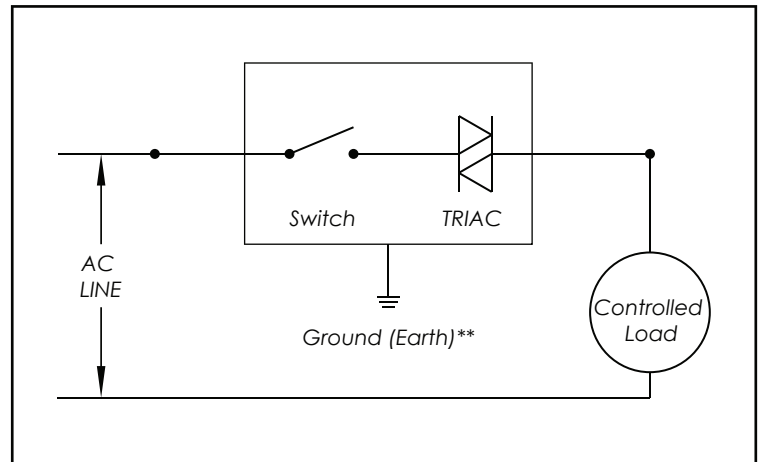 Switch
TRIAC
AC
LINE
Ground (Earth)**
Controlled
Load